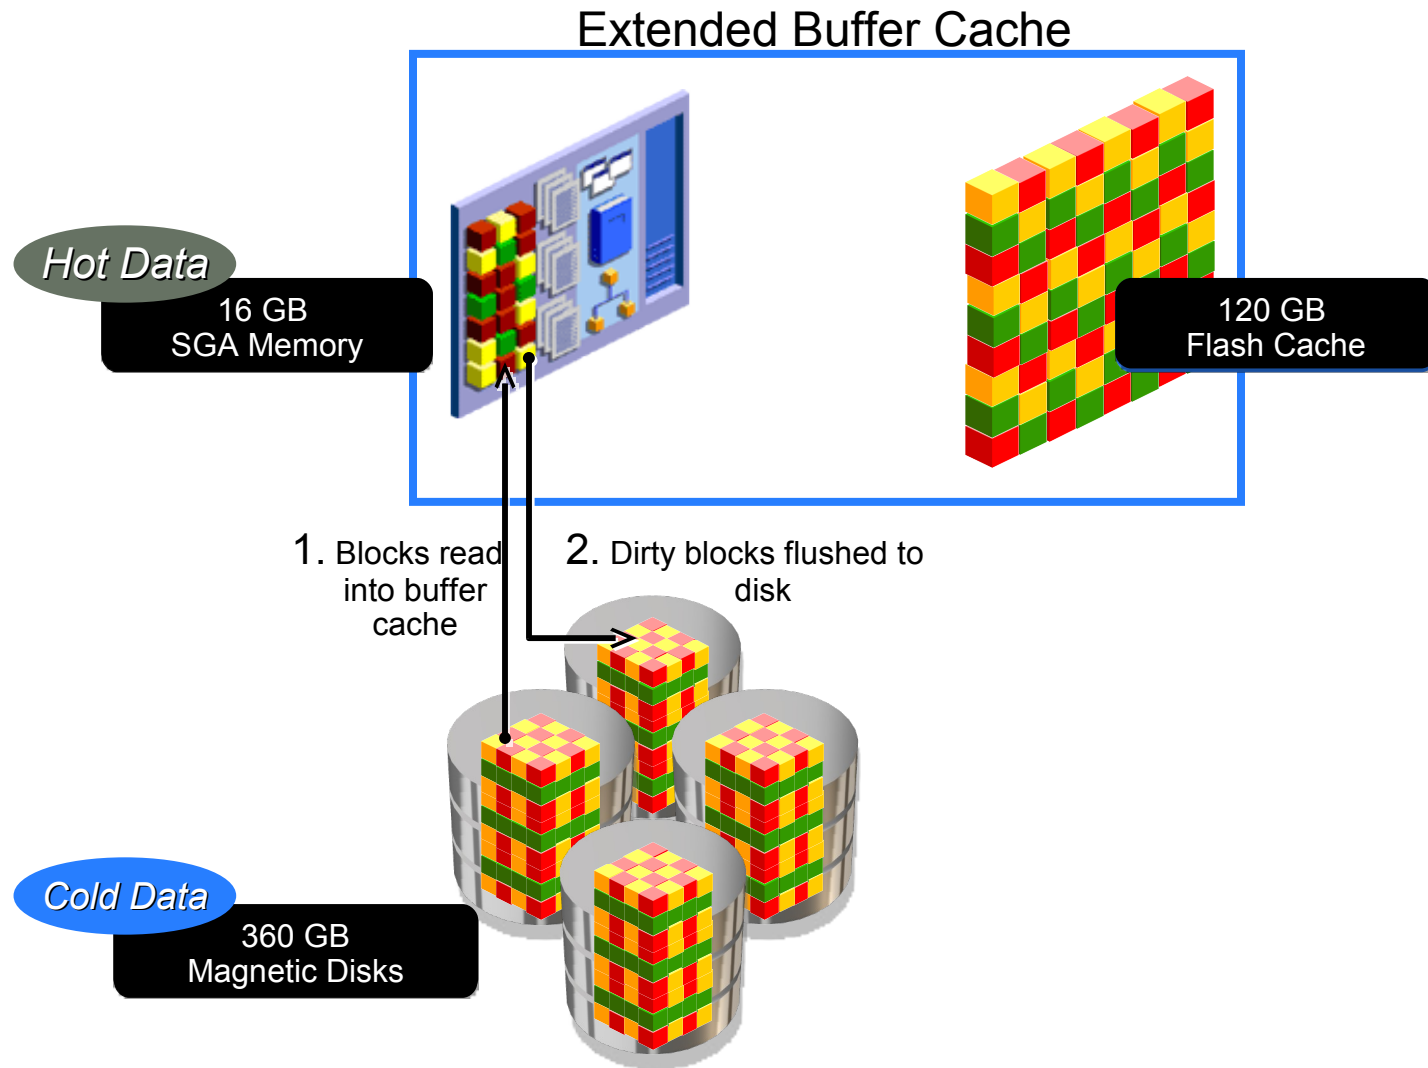 Extended Buffer Cache
Hot Data
16 GB
SGA Memory
120 GB
Flash Cache
1. Blocks read
into buffer
cache
2. Dirty blocks flushed to
disk
Cold Data
360 GB
Magnetic Disks